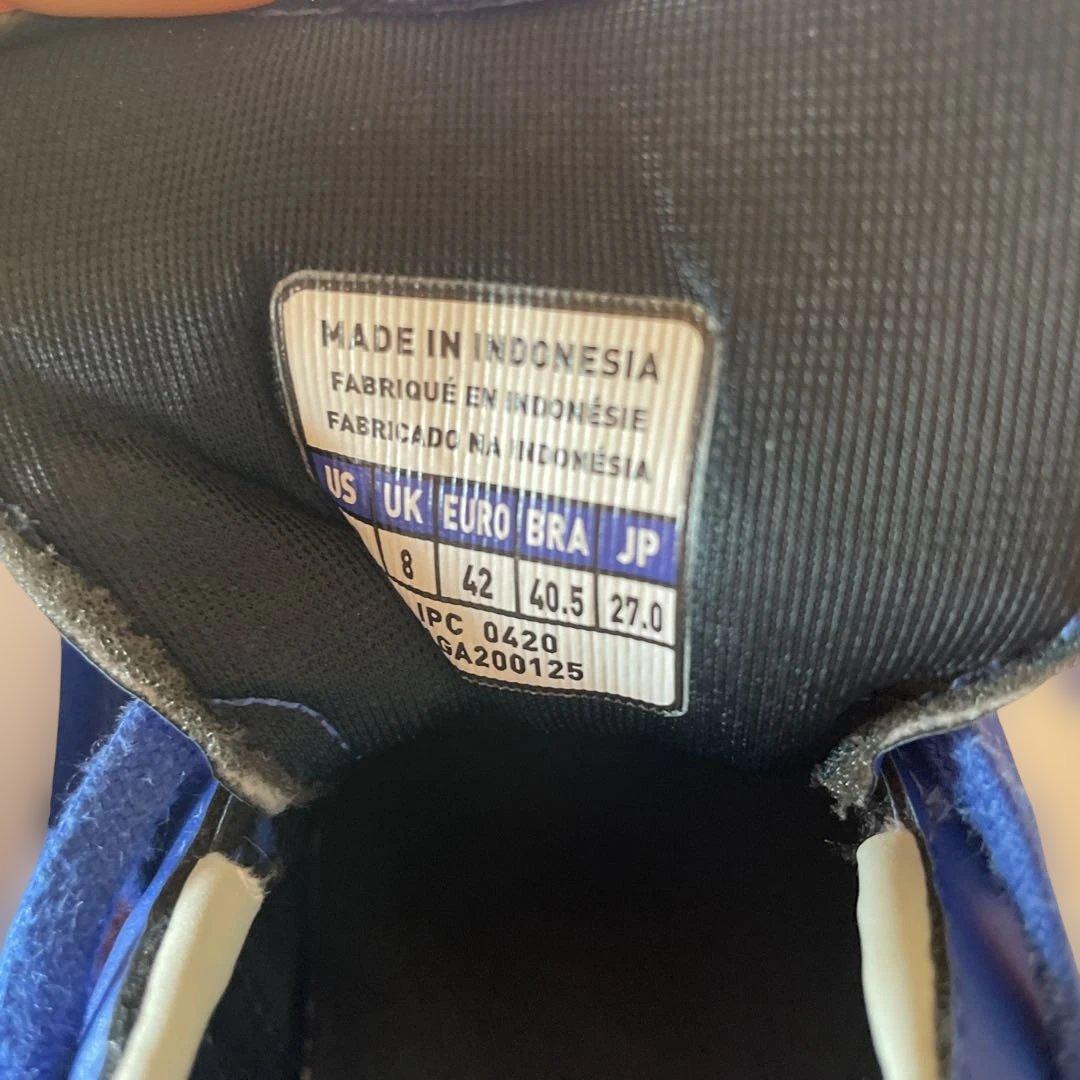 MADE IN INDONESIA
FABRIQUÉ EN INDONÉSIE
FABRICADO NA INDONÉSIA
US UK EURO BRA JP
8 42 40.5 27.0
IPC 0420
GA200125